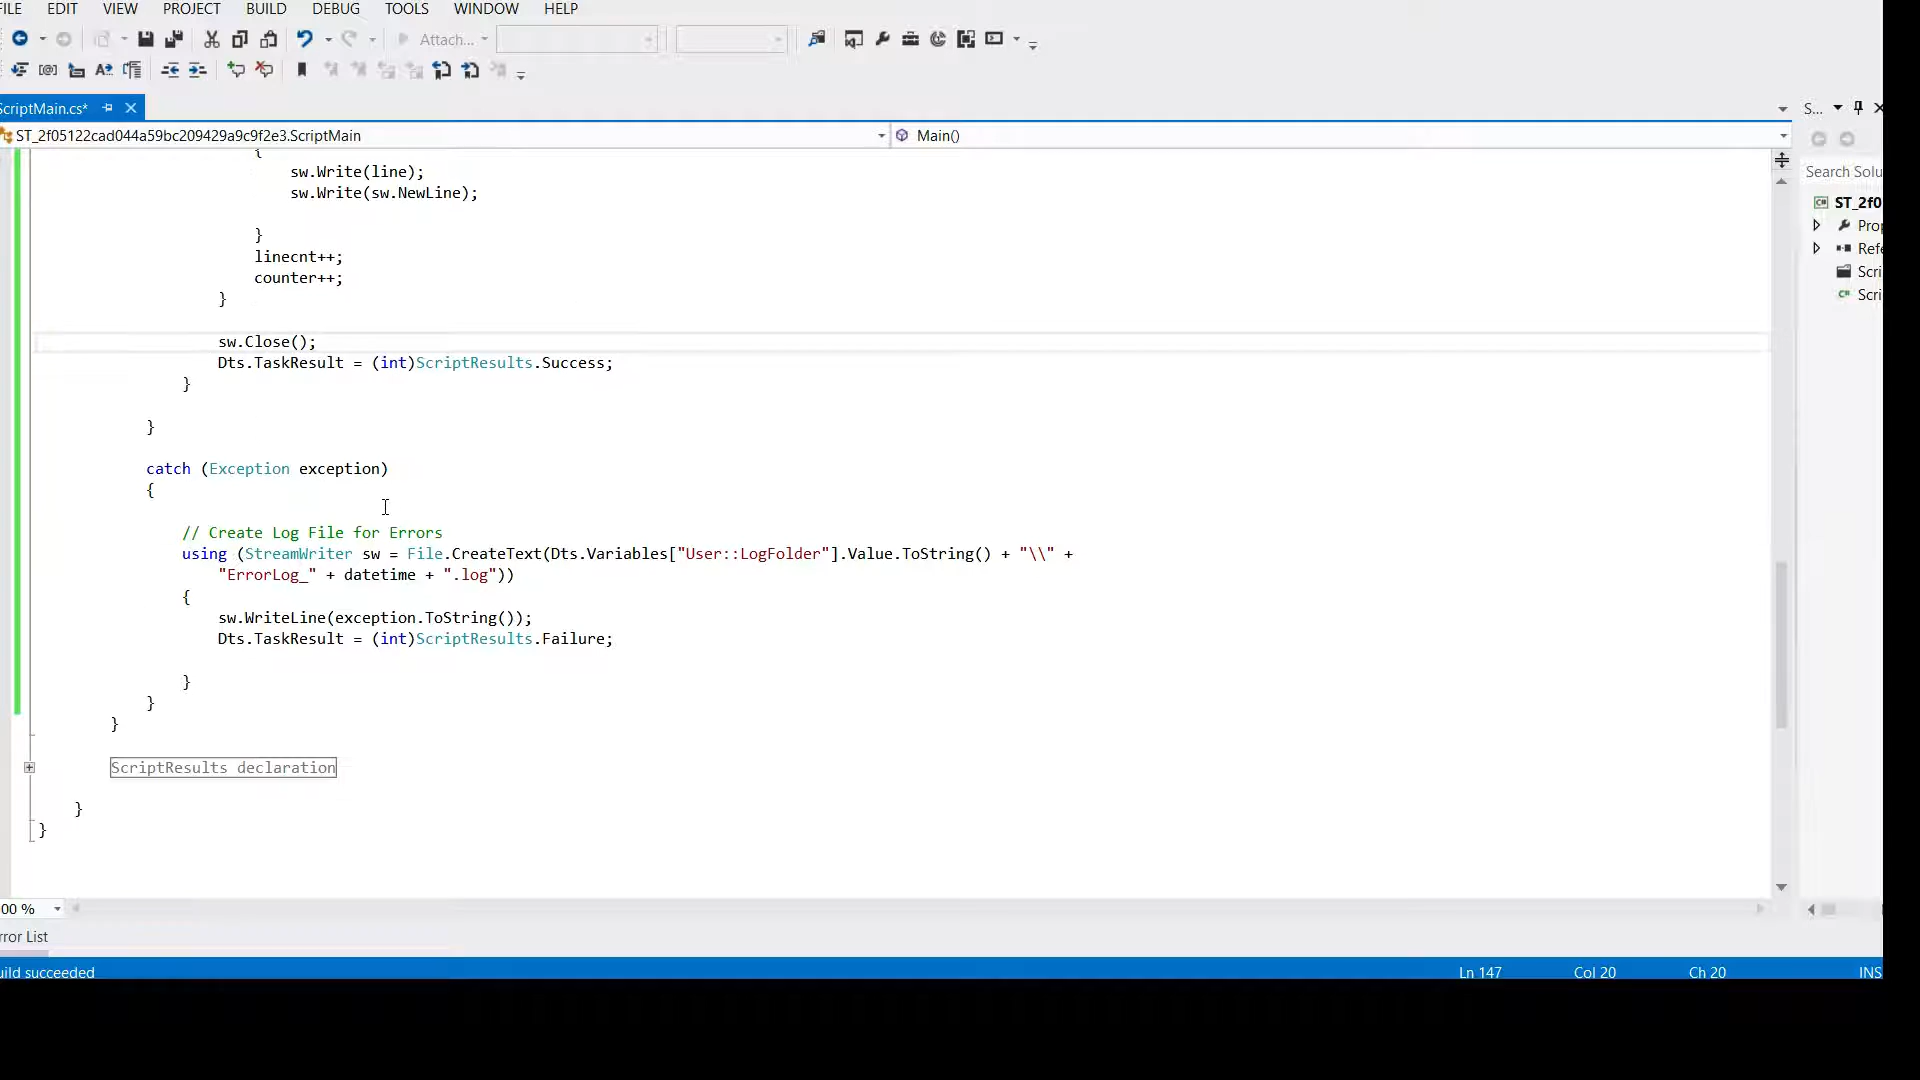 FILE EDIT VIEW PROJECT BUILD DEBUG TOOLS WINDOW HELP
Attach...
ScriptMain.cs*
S...
ST_2f05122cad044a59bc209429a9c9f2e3.ScriptMain
Main()
{
sw.Write(line);
Search Solu
sw.Write(sw.NewLine);
ST_2f0
Prop
}
Refe
linecnt++;
Scri
counter++;
Scri
}
sw.Close();
Dts.TaskResult = (int)ScriptResults.Success;
}
}
catch (Exception exception)
{
// Create Log File for Errors
using (StreamWriter sw = File.CreateText(Dts.Variables["User::LogFolder"].Value.ToString() + "\\" +
"ErrorLog_" + datetime + ".log"))
{
sw.WriteLine(exception.ToString());
Dts.TaskResult = (int)ScriptResults.Failure;
}
}
}
ScriptResults declaration
}
}
00 %
rror List
uild succeeded
Ln 147 Col 20 Ch 20 INS